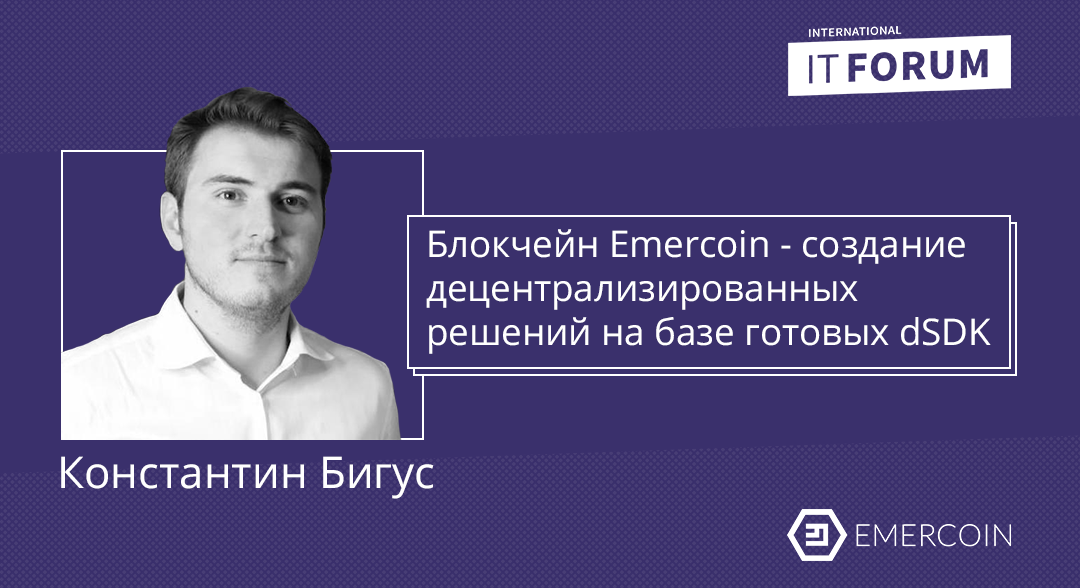 INTERNATIONAL
IT FORUM
Блокчейн Emercoin - создание
децентрализированных
решений на базе готовых dSDK
Константин Бигус
EMERCOIN